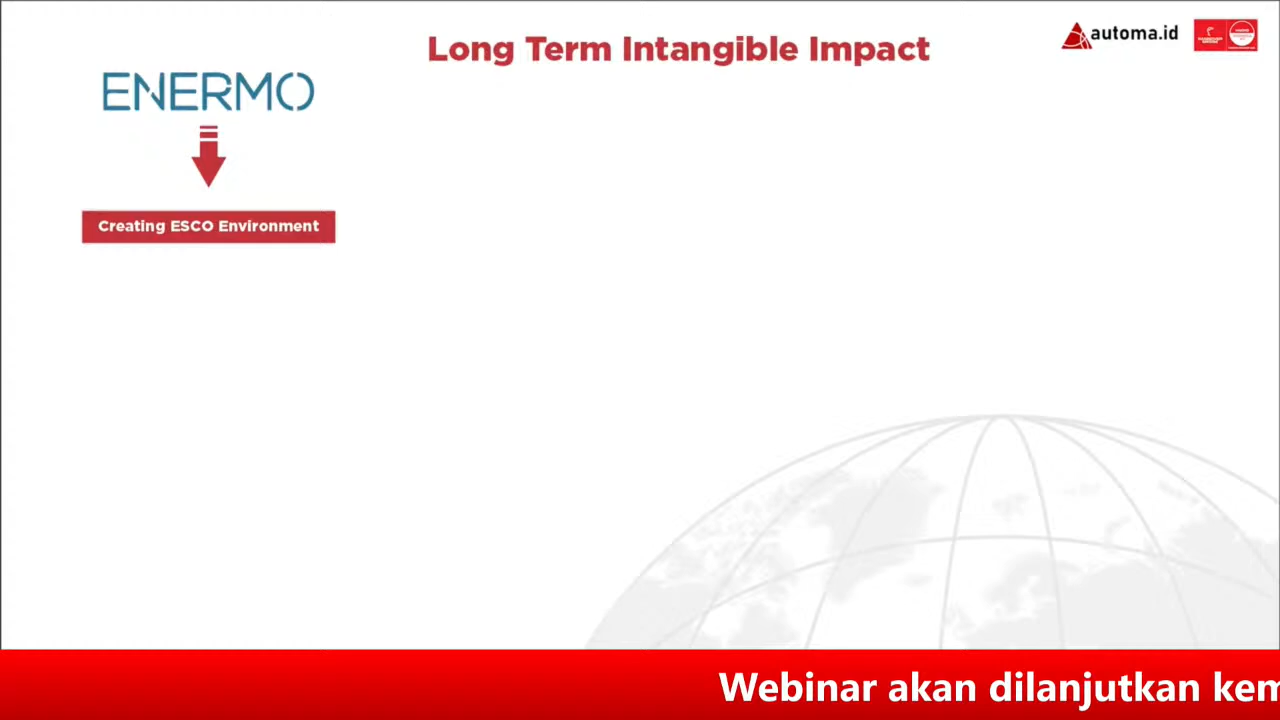 Long Term Intangible Impact
automa.id
ENERMO
Creating ESCO Environment
Webinar akan dilanjutkan kem